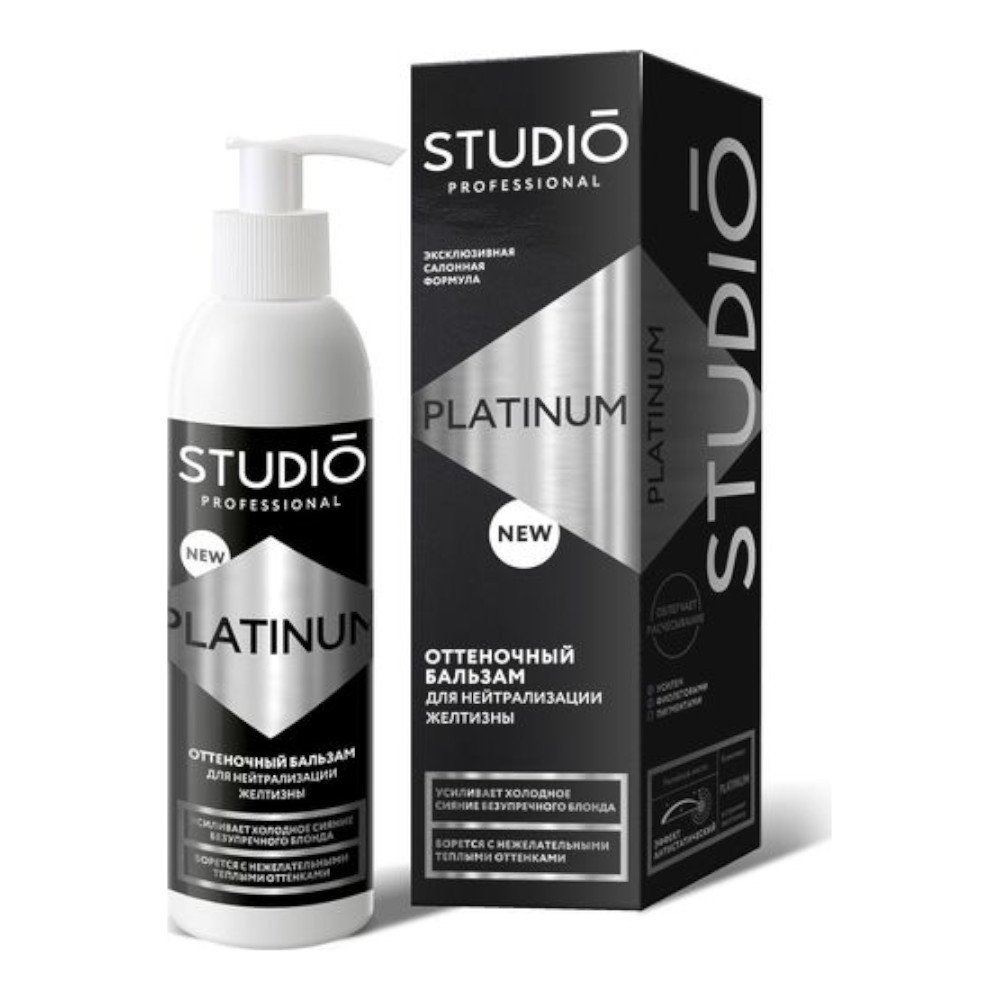 STUDIŌ
PROFESSIONAL
NEW
PLATINUM
ОТТЕНОЧНЫЙ БАЛЬЗАМ
ДЛЯ НЕЙТРАЛИЗАЦИИ
ЖЕЛТИЗНЫ
УСИЛИВАЕТ ХОЛОДНОЕ СИЯНИЕ
БЕЗУПРЕЧНОГО БЛОНДА
БОРЕТСЯ С НЕЖЕЛАТЕЛЬНЫМИ
ТЕПЛЫМИ ОТТЕНКАМИ
STUDIŌ
PROFESSIONAL
ЭКСКЛЮЗИВНАЯ
САЛОННАЯ
ФОРМУЛА
PLATINUM
NEW
ОТТЕНОЧНЫЙ
БАЛЬЗАМ
ДЛЯ НЕЙТРАЛИЗАЦИИ
ЖЕЛТИЗНЫ
УСИЛИВАЕТ ХОЛОДНОЕ
СИЯНИЕ БЕЗУПРЕЧНОГО БЛОНДА
БОРЕТСЯ С НЕЖЕЛАТЕЛЬНЫМИ
ТЕПЛЫМИ ОТТЕНКАМИ
STUDIŌ
PLATINUM
ОБЛЕГЧАЕТ
РАСЧЕСЫВАНИЕ
УСИЛЕН
ФИОЛЕТОВЫМИ
ПИГМЕНТАМИ
PLATINUM
ЭФФЕКТ
АНТИСТАТИЧЕСКИЙ